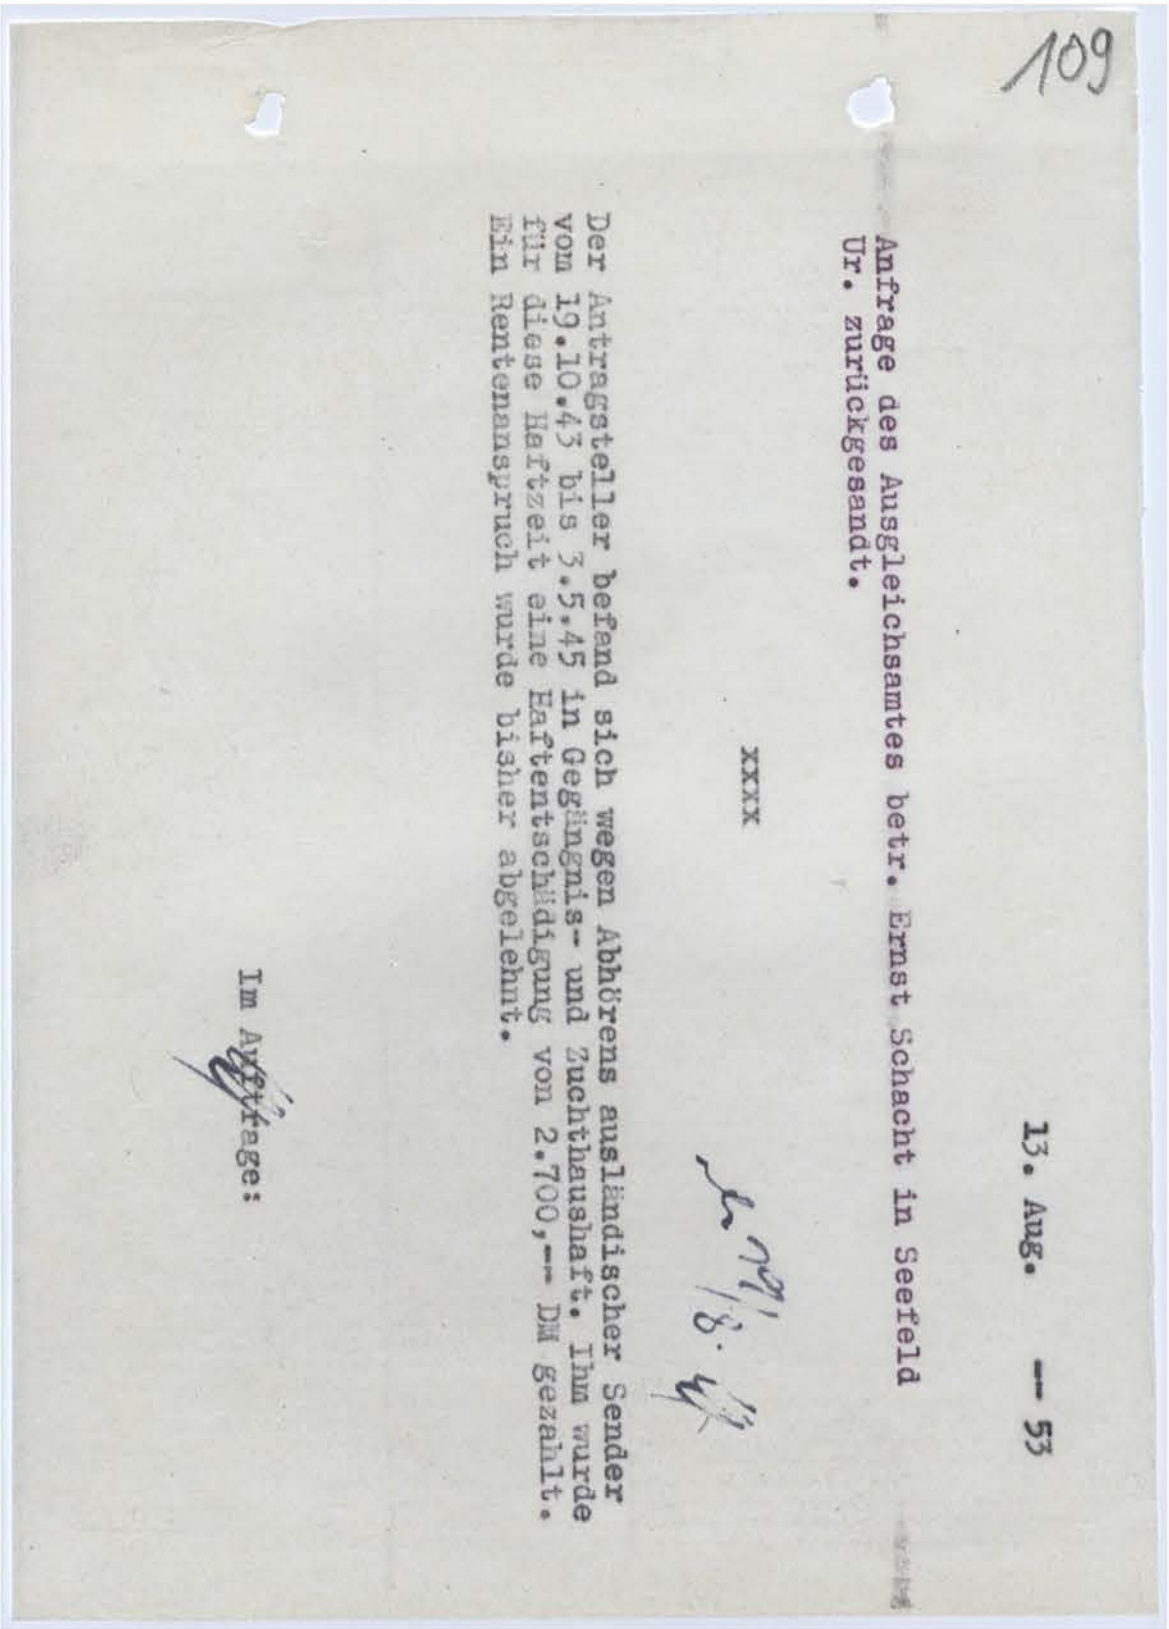 109
13. Aug. -- 53
Anfrage des Ausgleichsamtes betr. Ernst Schacht in Seefeld
Ur. zurückgesandt.
xxxx
Der Antragsteller befand sich wegen Abhörens ausländischer Sender
vom 19.10.43 bis 3.5.45 in Gegängnis- und Zuchthaushaft. Ihm wurde
für diese Haftzeit eine Haftentschädigung von 2.700,-- DM gezahlt.
Ein Rentenanspruch wurde bisher abgelehnt.
Im Auftrage: